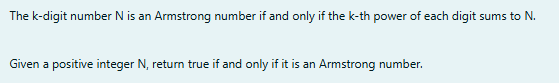 The k-digit number N is an Armstrong number if and only if the k-th power of each digit sums to N.
Given a positive integer N, return true if and only if it is an Armstrong number.